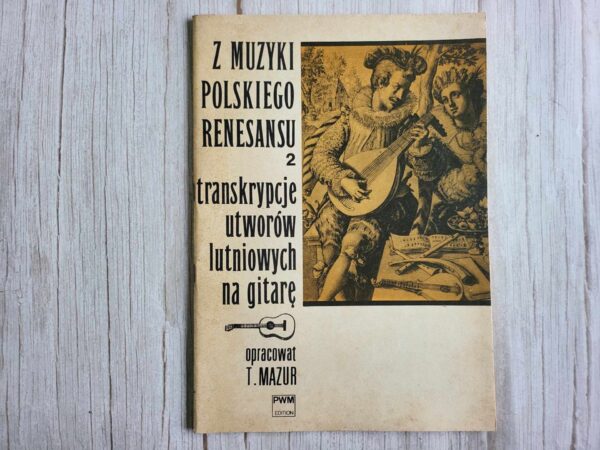 Z MUZYKI
POLSKIEGO
RENESANSU
2
transkrypcje
utworów
lutniowych
na gitarę
opracował
T. MAZUR
PWM
EDITION